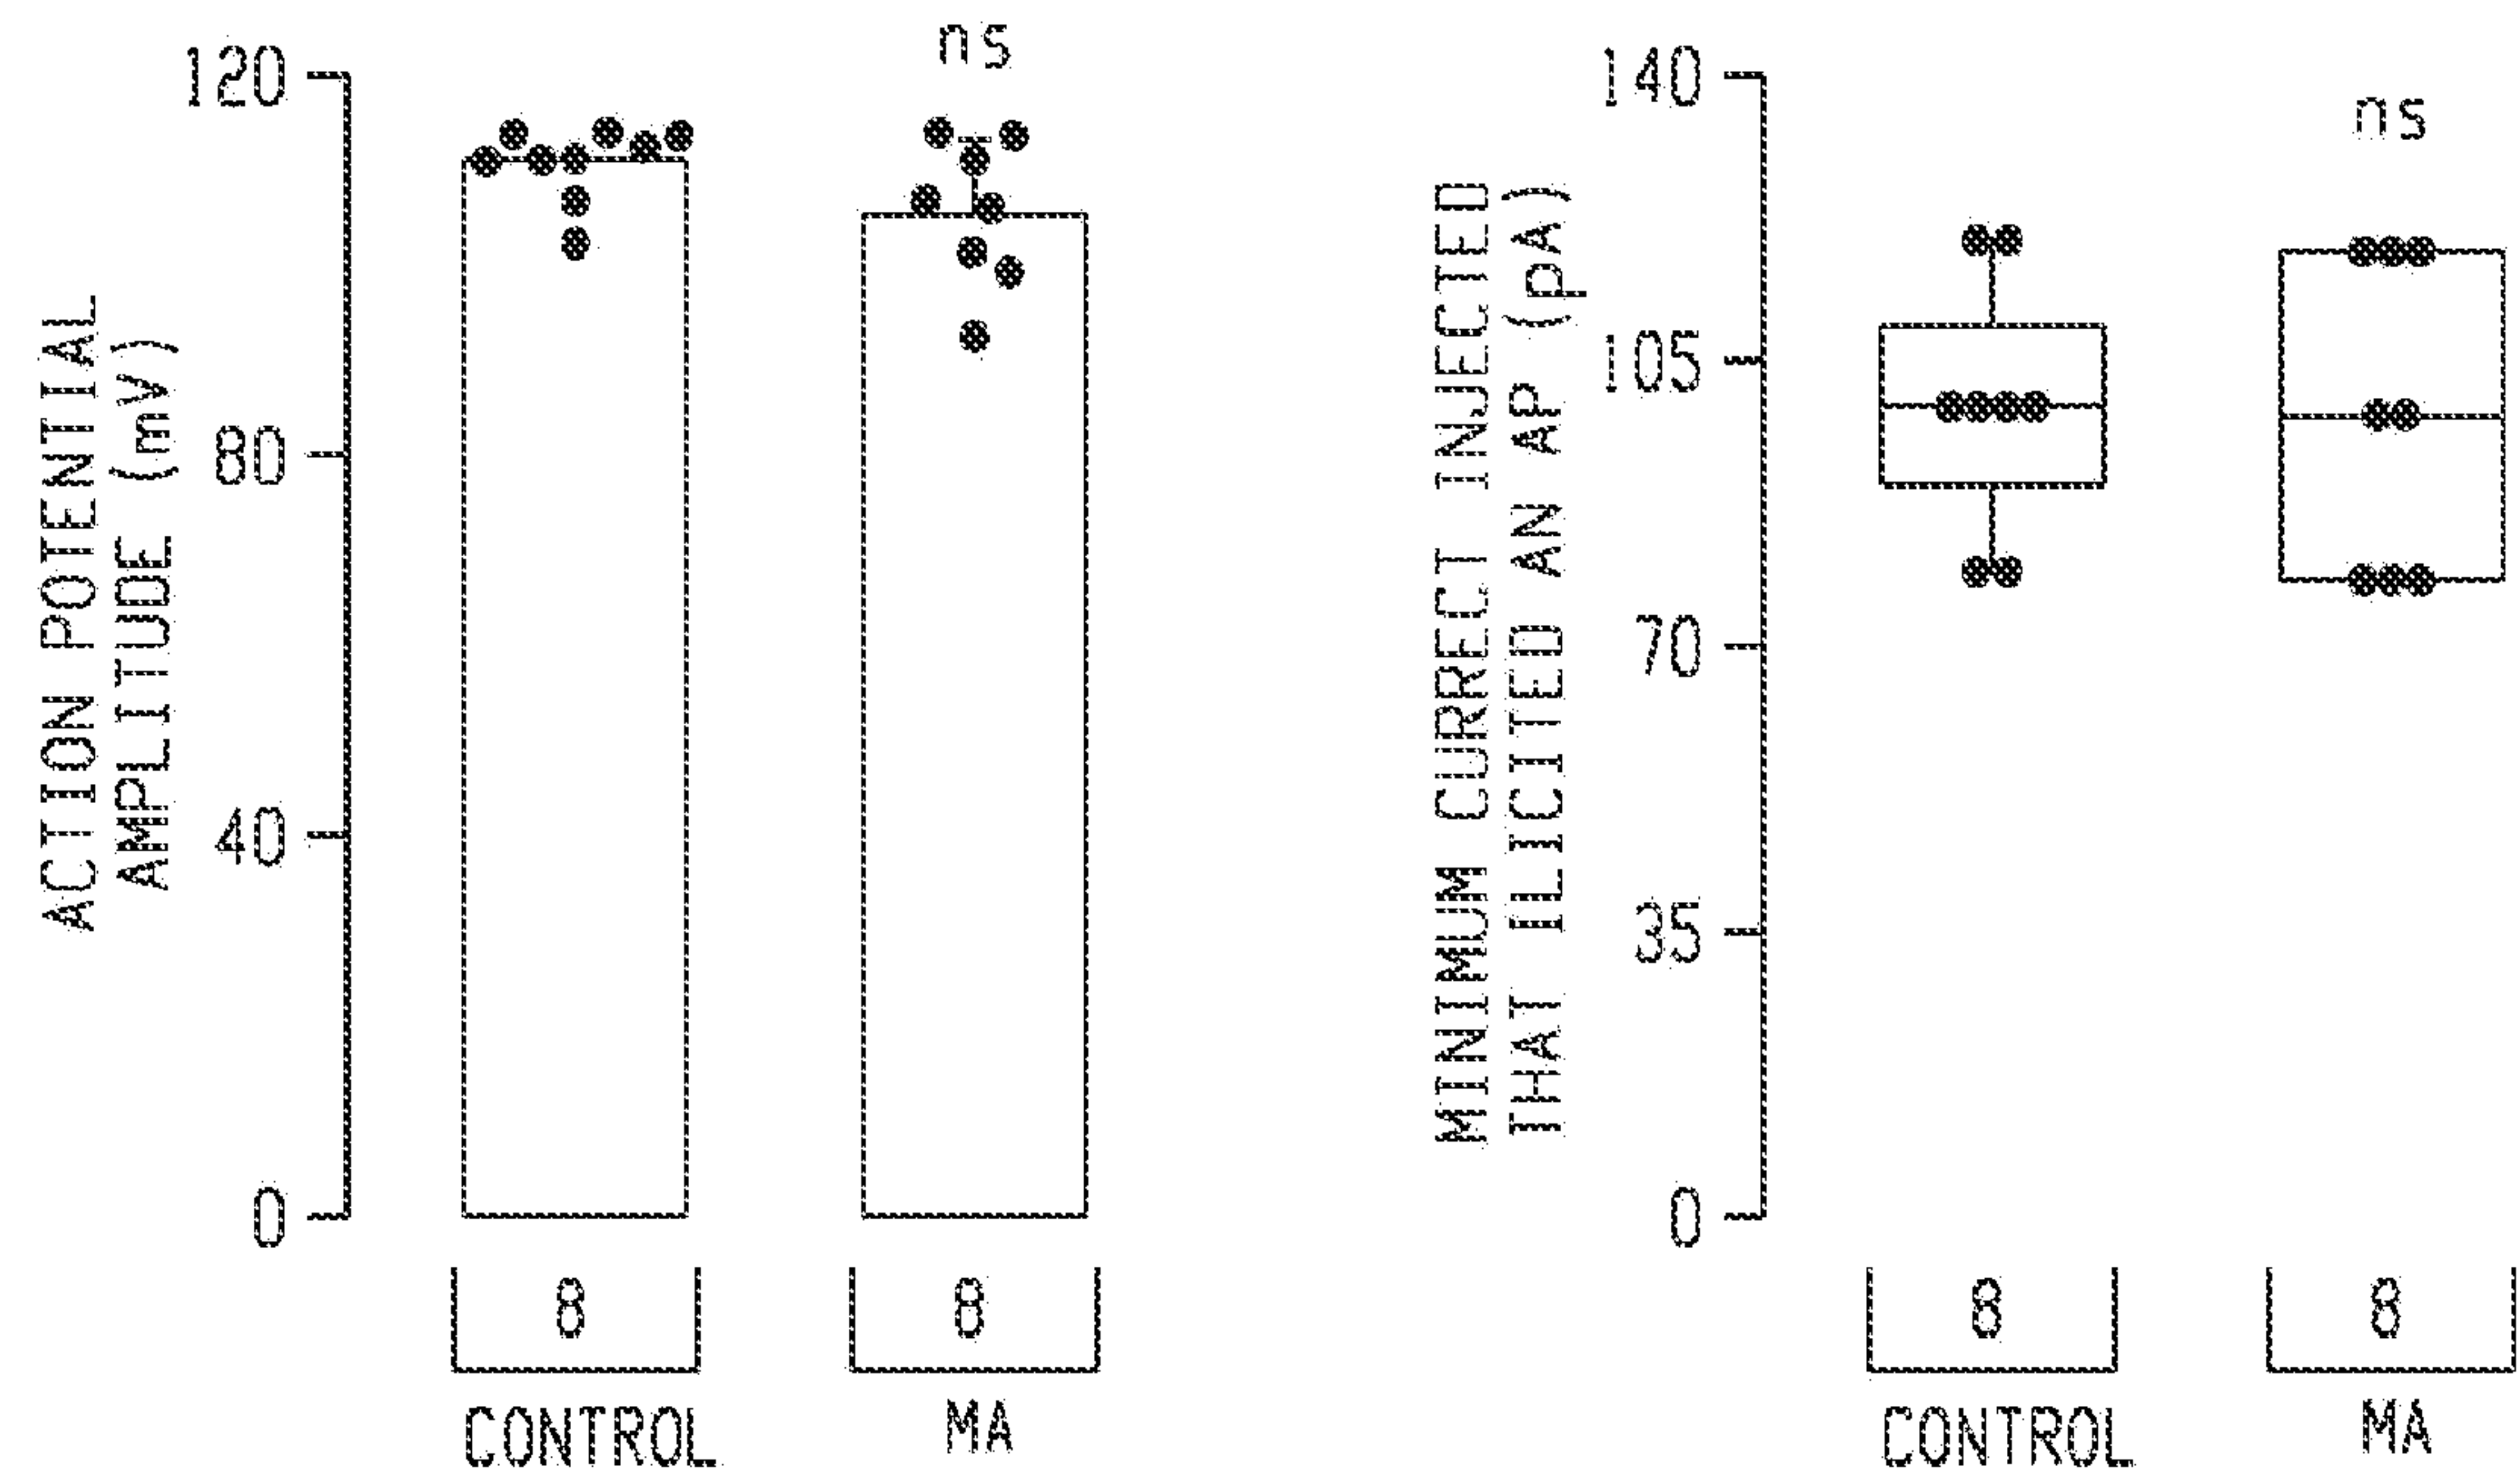 ACTION POTENTIAL
AMPLITUDE (mV)
120
80
40
0
ns
8
8
CONTROL
MA
MINIMUM CURRECT INJECTED
THAT ILICITED AN AP (pA)
140
105
70
35
0
ns
8
8
CONTROL
MA